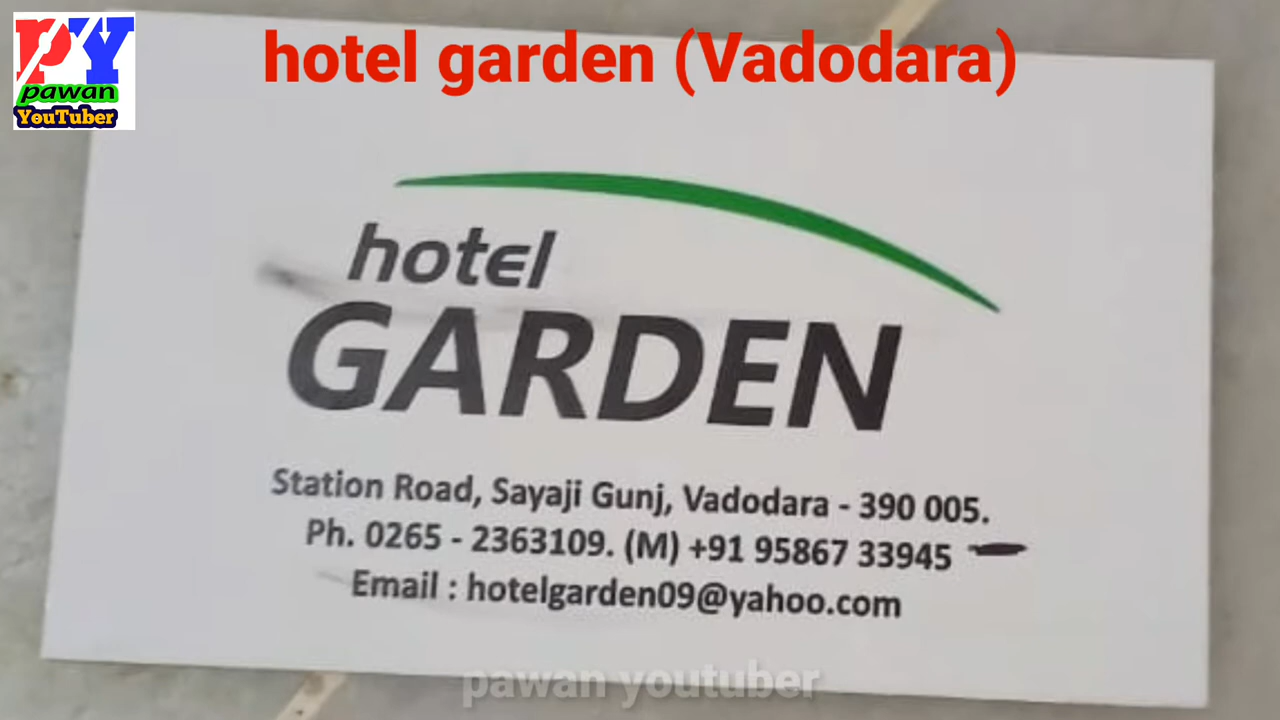 PY
pawan
YouTuber
hotel garden (Vadodara)
hotel
GARDEN
Station Road, Sayaji Gunj, Vadodara - 390 005.
Ph. 0265 - 2363109. (M) +91 95867 33945
Email : hotelgarden09@yahoo.com
pawan youtuber